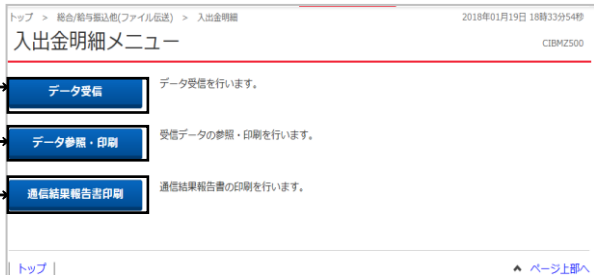 トップ > 総合/給与振込他(ファイル伝送) > 入出金明細
2018年01月19日 18時33分54秒
入出金明細メニュー
CIBMZ500
データ受信
データ受信を行います。
データ参照・印刷
受信データの参照・印刷を行います。
通信結果報告書印刷
通信結果報告書の印刷を行います。
| トップ |
ページ上部へ